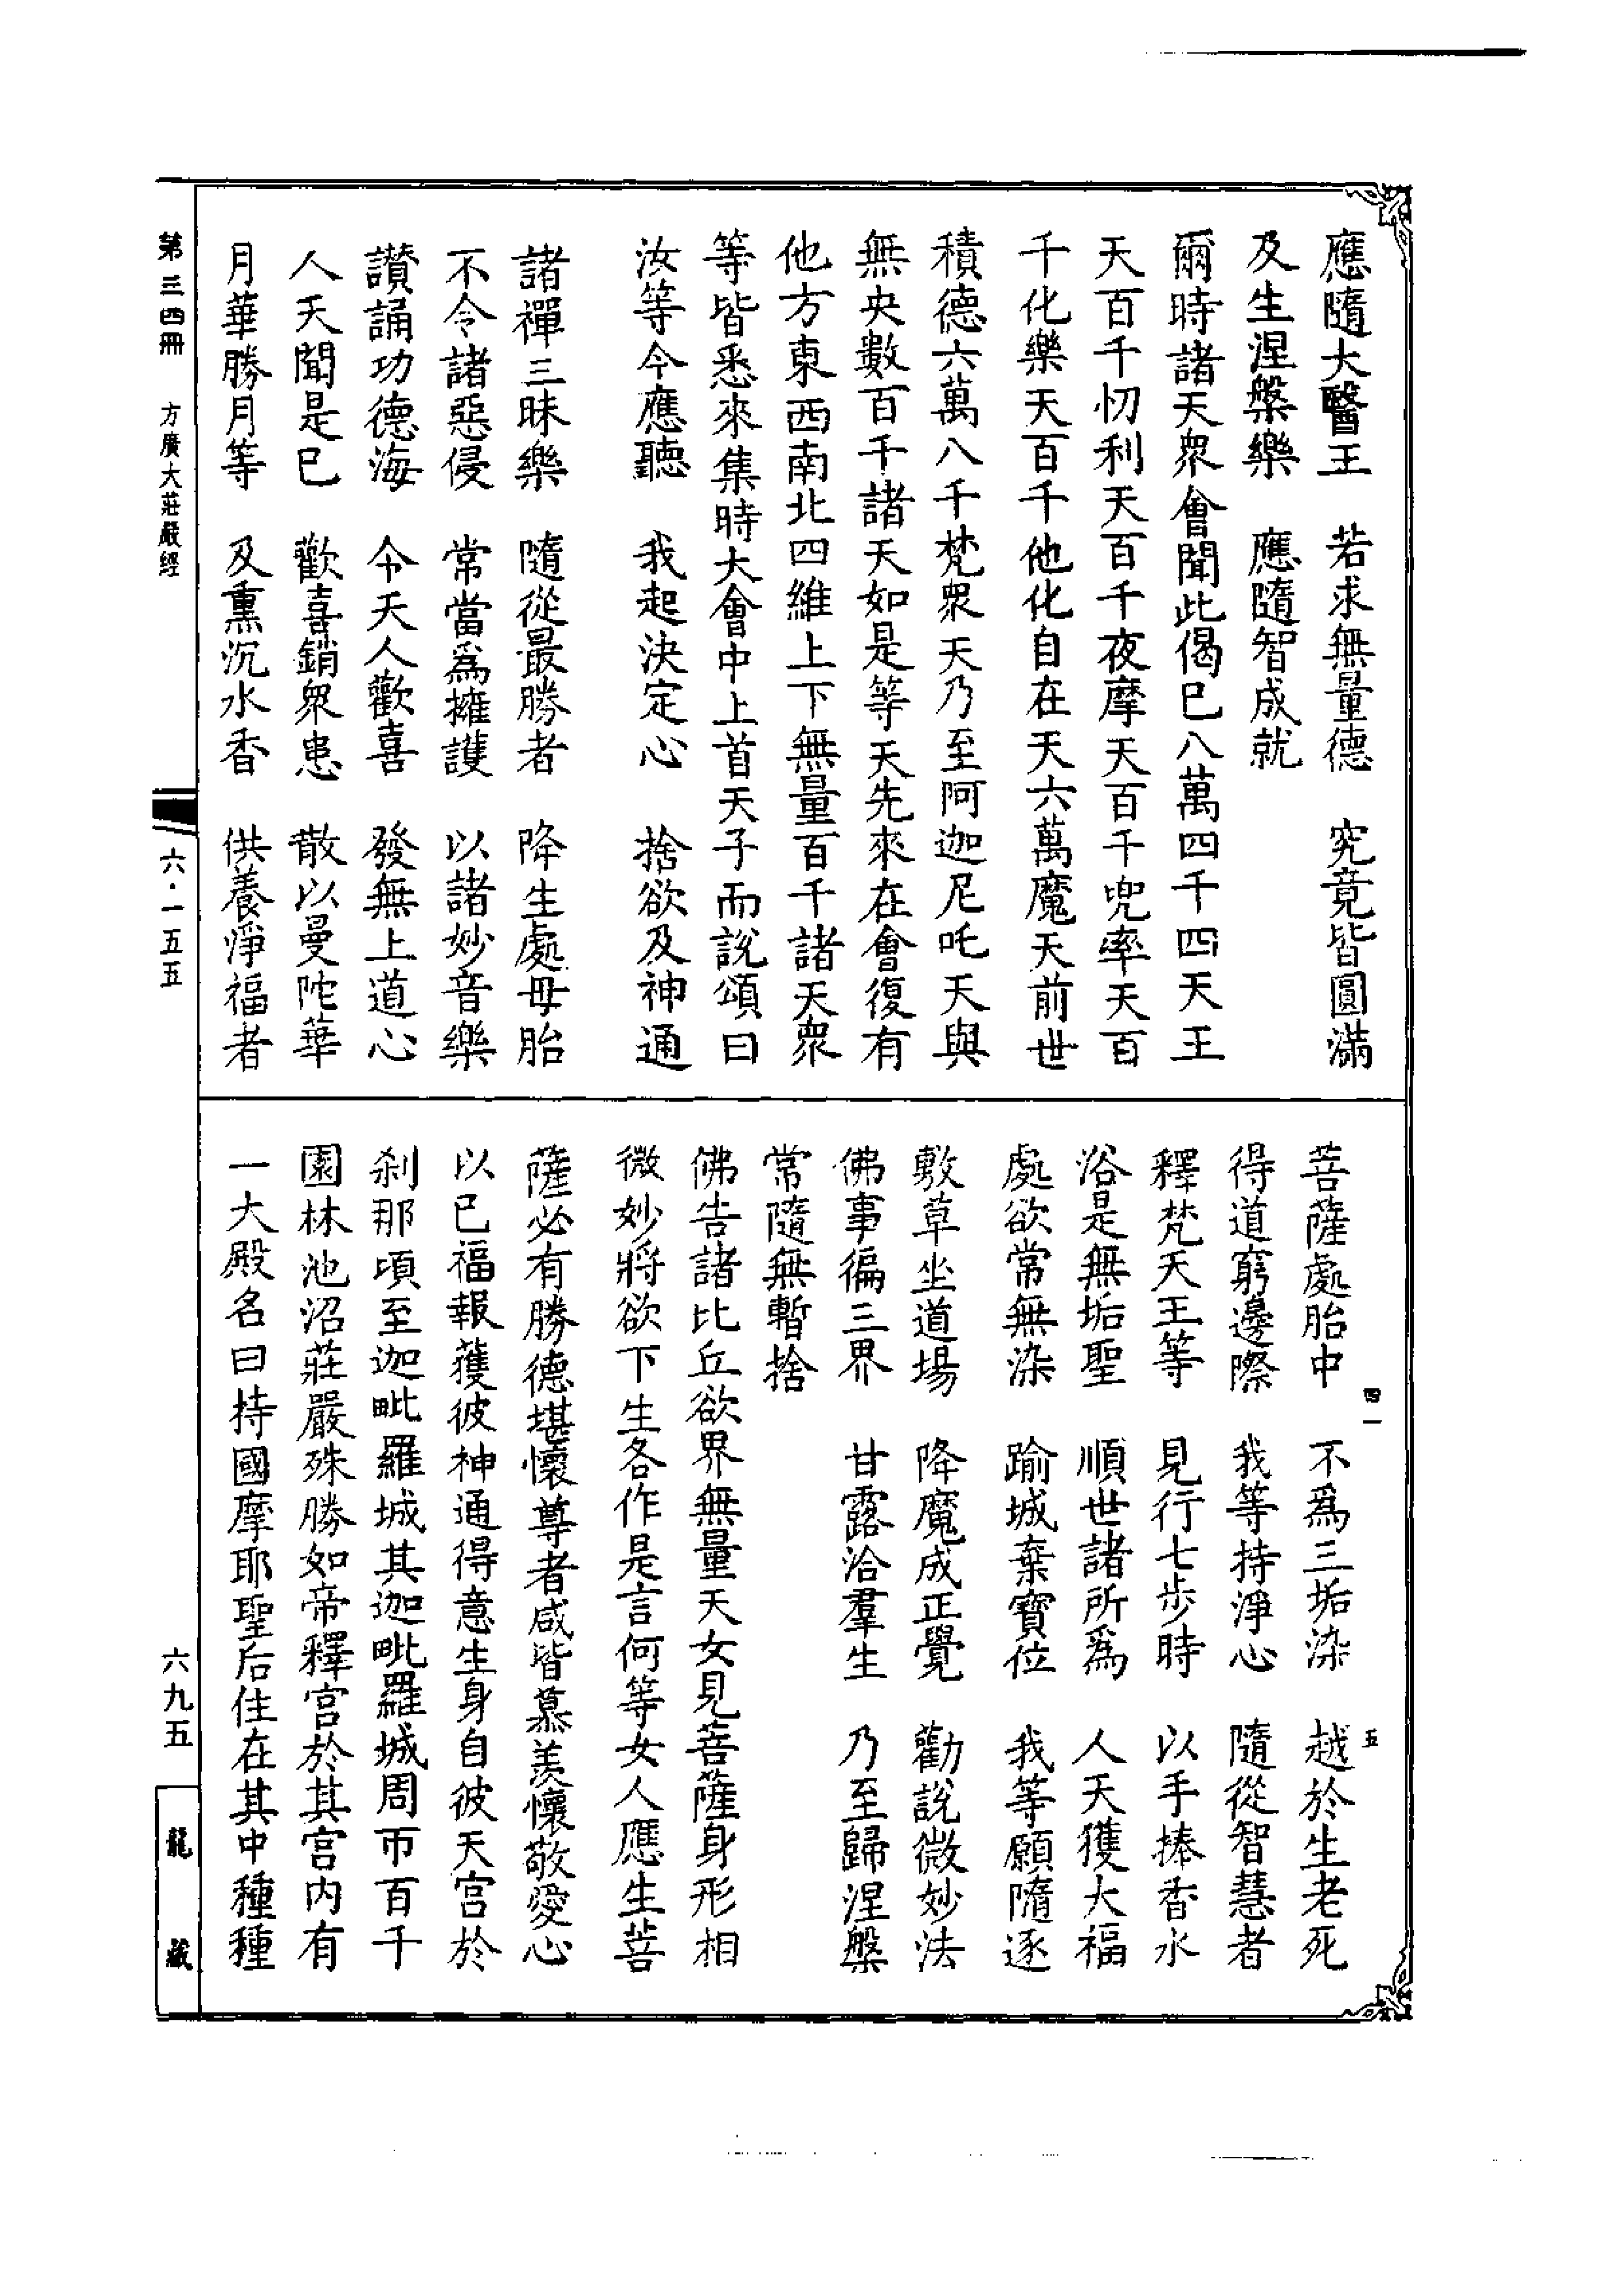 應隨大醫王　若求無量德　究竟皆圓滿
及生涅槃樂　應隨智成就
爾時諸天衆會聞此偈已八萬四千四天王
天百千忉利天百千夜摩天百千兜率天百
千化樂天百千他化自在天六萬魔天前世
積德六萬八千梵衆天乃至阿迦尼吒天與
無央數百千諸天如是等天先來在會復有
他方東西南北四維上下無量百千諸天衆
等皆悉來集時大會中上首天子而說頌曰
汝等今應聽　我起決定心　捨欲及神通
諸禪三昧樂　隨從最勝者　降生處母胎
不令諸惡侵　常當爲擁護　以諸妙音樂
讚誦功德海　令天人歡喜　發無上道心
人天聞是已　歡喜銷衆患　散以曼陀華
月華勝月等　及熏沉水香　供養淨福者
菩薩處胎中　不爲三垢染　越於生老死
得道窮邊際　我等持淨心　隨從智慧者
釋梵天王等　見行七步時　以手捧香水
浴是無垢聖　順世諸所爲　人天獲大福
處欲常無染　踰城棄寶位　我等願隨逐
敷草坐道場　降魔成正覺　勸說微妙法
佛事徧三界　甘露洽羣生　乃至歸涅槃
常隨無暫捨
佛告諸比丘欲界無量天女見菩薩身形相
微妙將欲下生各作是言何等女人應生菩
薩必有勝德堪懷尊者咸皆慕羨懷敬愛心
以已福報獲彼神通得意生身自彼天宮於
刹那頃至迦毗羅城其迦毗羅城周帀百千
園林池沼莊嚴殊勝如帝釋宮於其宮内有
一大殿名曰持國摩耶聖后住在其中種種
四一
五
第三四冊　方廣大莊嚴經
六·一五五
六九五
龍藏